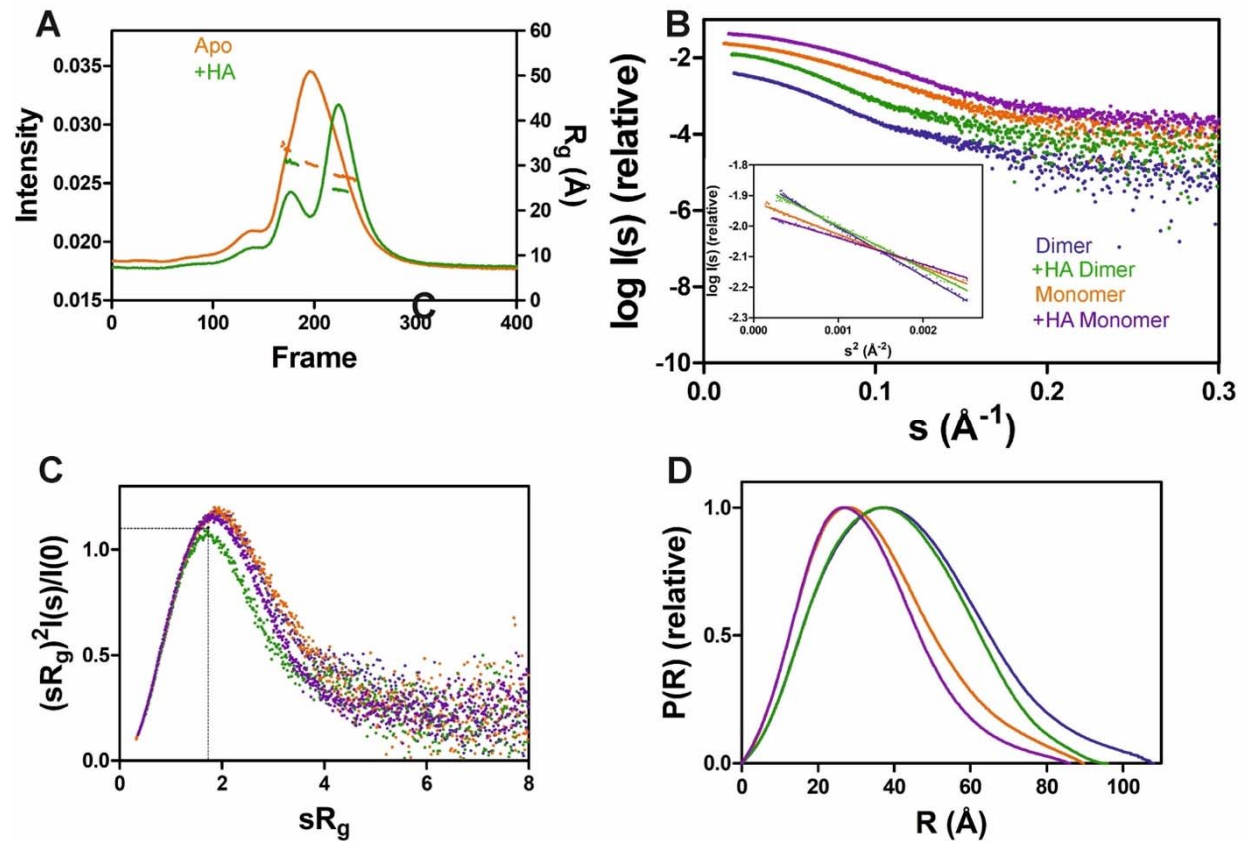 A
Apo
+HA
Intensity
0.035
0.030
0.025
0.020
0.015
60
50
40
30
20
10
0
Rg (Å)
0
100
200
300
400
C
Frame
B
log I(s) (relative)
-2
-4
-6
-8
-10
0.0
0.1
0.2
0.3
s (Å-1)
log I(s) (relative)
-1.8
-1.9
-2.0
-2.1
-2.2
-2.3
0.000
0.001
0.002
s2 (Å-2)
Dimer
+HA Dimer
Monomer
+HA Monomer
C
(sRg)2I(s)/I(0)
1.0
0.5
0.0
0
2
4
6
8
sRg
D
P(R) (relative)
1.0
0.5
0.0
0
20
40
60
80
100
R (Å)